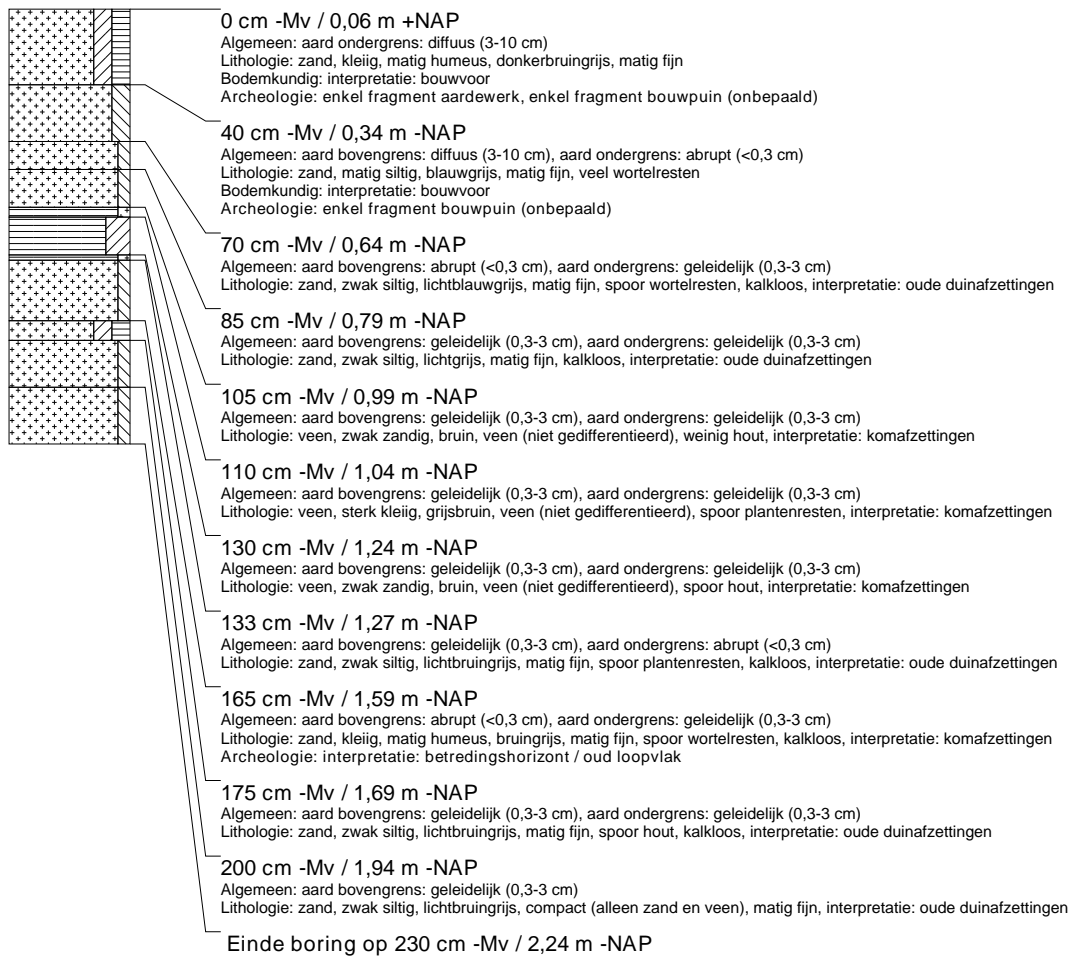 0 cm -Mv / 0,06 m +NAP
Algemeen: aard ondergrens: diffuus (3-10 cm)
Lithologie: zand, kleiig, matig humeus, donkerbruingrijs, matig fijn
Bodemkundig: interpretatie: bouwvoor
Archeologie: enkel fragment aardewerk, enkel fragment bouwpuin (onbepaald)
40 cm -Mv / 0,34 m -NAP
Algemeen: aard bovengrens: diffuus (3-10 cm), aard ondergrens: abrupt (<0,3 cm)
Lithologie: zand, matig siltig, blauwgrijs, matig fijn, veel wortelresten
Bodemkundig: interpretatie: bouwvoor
Archeologie: enkel fragment bouwpuin (onbepaald)
70 cm -Mv / 0,64 m -NAP
Algemeen: aard bovengrens: abrupt (<0,3 cm), aard ondergrens: geleidelijk (0,3-3 cm)
Lithologie: zand, zwak siltig, lichtblauwgrijs, matig fijn, spoor wortelresten, kalkloos, interpretatie: oude duinafzettingen
85 cm -Mv / 0,79 m -NAP
Algemeen: aard bovengrens: geleidelijk (0,3-3 cm), aard ondergrens: geleidelijk (0,3-3 cm)
Lithologie: zand, zwak siltig, lichtgrijs, matig fijn, kalkloos, interpretatie: oude duinafzettingen
105 cm -Mv / 0,99 m -NAP
Algemeen: aard bovengrens: geleidelijk (0,3-3 cm), aard ondergrens: geleidelijk (0,3-3 cm)
Lithologie: veen, zwak zandig, bruin, veen (niet gedifferentieerd), weinig hout, interpretatie: komafzettingen
110 cm -Mv / 1,04 m -NAP
Algemeen: aard bovengrens: geleidelijk (0,3-3 cm), aard ondergrens: geleidelijk (0,3-3 cm)
Lithologie: veen, sterk kleiig, grijsbruin, veen (niet gedifferentieerd), spoor plantenresten, interpretatie: komafzettingen
130 cm -Mv / 1,24 m -NAP
Algemeen: aard bovengrens: geleidelijk (0,3-3 cm), aard ondergrens: geleidelijk (0,3-3 cm)
Lithologie: veen, zwak zandig, bruin, veen (niet gedifferentieerd), spoor hout, interpretatie: komafzettingen
133 cm -Mv / 1,27 m -NAP
Algemeen: aard bovengrens: geleidelijk (0,3-3 cm), aard ondergrens: abrupt (<0,3 cm)
Lithologie: zand, zwak siltig, lichtbruingrijs, matig fijn, spoor plantenresten, kalkloos, interpretatie: oude duinafzettingen
165 cm -Mv / 1,59 m -NAP
Algemeen: aard bovengrens: abrupt (<0,3 cm), aard ondergrens: geleidelijk (0,3-3 cm)
Lithologie: zand, kleiig, matig humeus, bruingrijs, matig fijn, spoor wortelresten, kalkloos, interpretatie: komafzettingen
Archeologie: interpretatie: betredingshorizont / oud loopvlak
175 cm -Mv / 1,69 m -NAP
Algemeen: aard bovengrens: geleidelijk (0,3-3 cm), aard ondergrens: geleidelijk (0,3-3 cm)
Lithologie: zand, zwak siltig, lichtbruingrijs, matig fijn, spoor hout, kalkloos, interpretatie: oude duinafzettingen
200 cm -Mv / 1,94 m -NAP
Algemeen: aard bovengrens: geleidelijk (0,3-3 cm)
Lithologie: zand, zwak siltig, lichtbruingrijs, compact (alleen zand en veen), matig fijn, interpretatie: oude duinafzettingen
Einde boring op 230 cm -Mv / 2,24 m -NAP